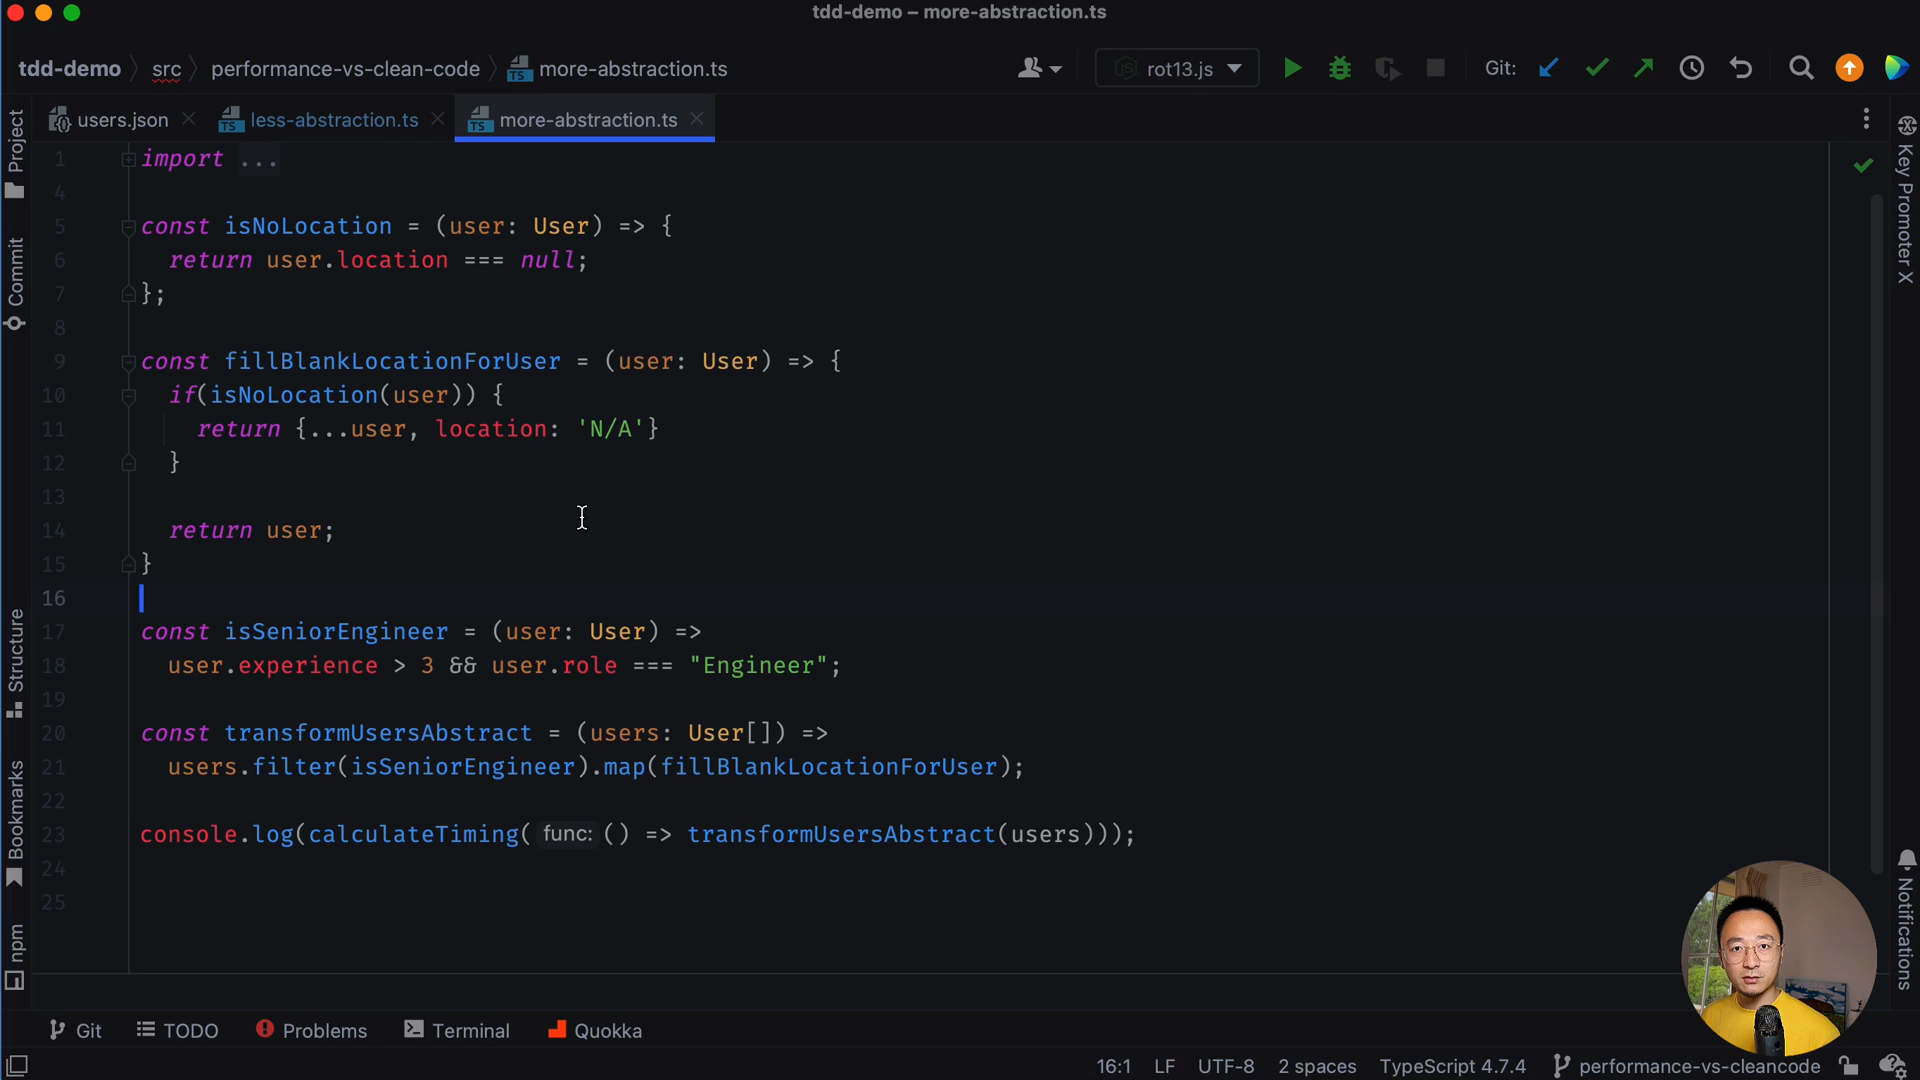 tdd-demo – more-abstraction.ts
tdd-demo src performance-vs-clean-code more-abstraction.ts
rot13.js Git:
users.json less-abstraction.ts more-abstraction.ts
Project
Commit
Structure
Bookmarks
npm
1 import ...
4
5 const isNoLocation = (user: User) => {
6 return user.location === null;
7 };
8
9 const fillBlankLocationForUser = (user: User) => {
10 if(isNoLocation(user)) {
11 return {...user, location: 'N/A'}
12 }
13
14 return user;
15 }
16
17 const isSeniorEngineer = (user: User) =>
18 user.experience > 3 && user.role === "Engineer";
19
20 const transformUsersAbstract = (users: User[]) =>
21 users.filter(isSeniorEngineer).map(fillBlankLocationForUser);
22
23 console.log(calculateTiming( func: () => transformUsersAbstract(users)));
24
25
Key Promoter X
Notifications
Git TODO Problems Terminal Quokka
16:1 LF UTF-8 2 spaces TypeScript 4.7.4 performance-vs-cleancode